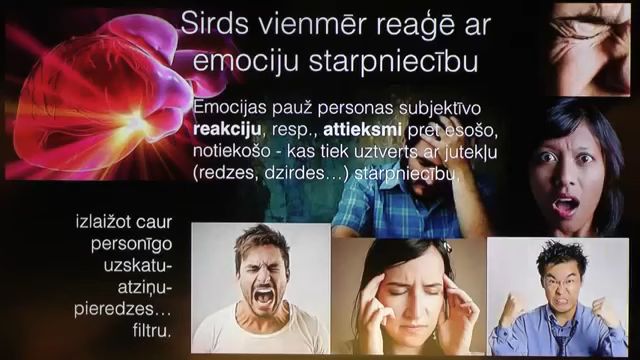 Sirds vienmēr reaģē ar
emociju starpniecību
Emocijas pauž personas subjektīvo
reakciju, resp., attieksmi pret esošo,
notiekošo - kas tiek uztverts ar jutekļu
(redzes, dzirdes...) starpniecību,
izlaižot caur
personīgo
uzskatu-
atziņu-
pieredzes...
filtru.